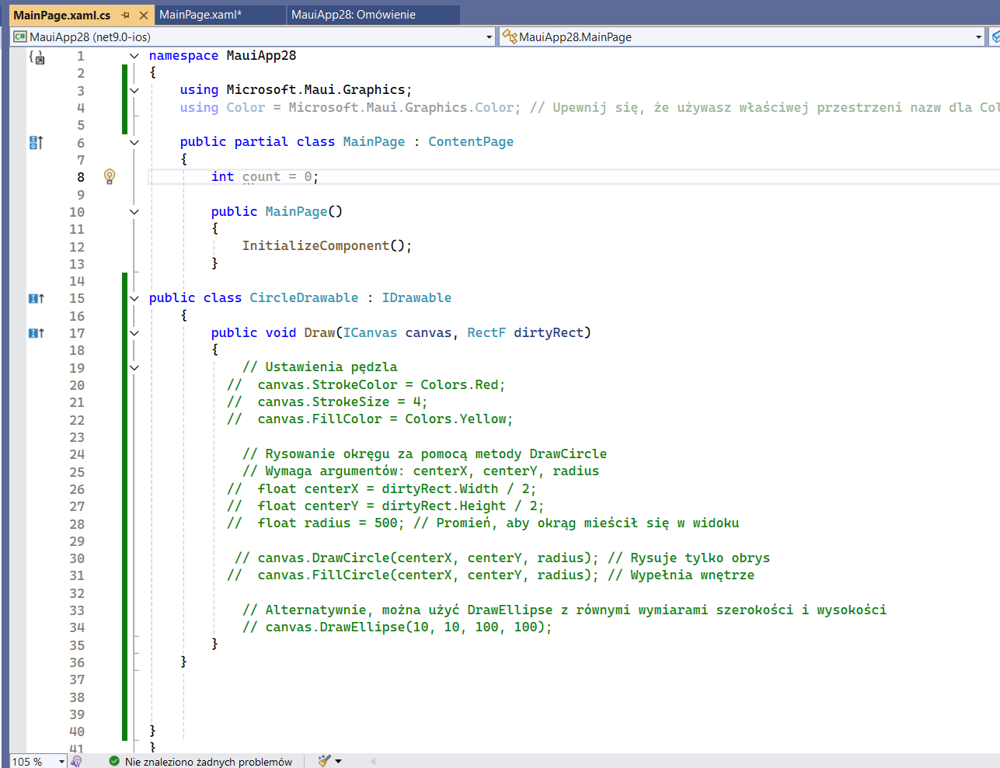 MainPage.xaml.cs MainPage.xaml* MauiApp28: Omówienie
C# MauiApp28 (net9.0-ios) MauiApp28.MainPage
1 namespace MauiApp28
2 {
3 using Microsoft.Maui.Graphics;
4 using Color = Microsoft.Maui.Graphics.Color; // Upewnij się, że używasz właściwej przestrzeni nazw dla Col
5
6 public partial class MainPage : ContentPage
7 {
8 int count = 0;
9
10 public MainPage()
11 {
12 InitializeComponent();
13 }
14
15 public class CircleDrawable : IDrawable
16 {
17 public void Draw(ICanvas canvas, RectF dirtyRect)
18 {
19 // Ustawienia pędzla
20 // canvas.StrokeColor = Colors.Red;
21 // canvas.StrokeSize = 4;
22 // canvas.FillColor = Colors.Yellow;
23
24 // Rysowanie okręgu za pomocą metody DrawCircle
25 // Wymaga argumentów: centerX, centerY, radius
26 // float centerX = dirtyRect.Width / 2;
27 // float centerY = dirtyRect.Height / 2;
28 // float radius = 500; // Promień, aby okrąg mieścił się w widoku
29
30 // canvas.DrawCircle(centerX, centerY, radius); // Rysuje tylko obrys
31 // canvas.FillCircle(centerX, centerY, radius); // Wypełnia wnętrze
32
33 // Alternatywnie, można użyć DrawEllipse z równymi wymiarami szerokości i wysokości
34 // canvas.DrawEllipse(10, 10, 100, 100);
35 }
36 }
37
38
39
40 }
41 }
105 % Nie znaleziono żadnych problemów